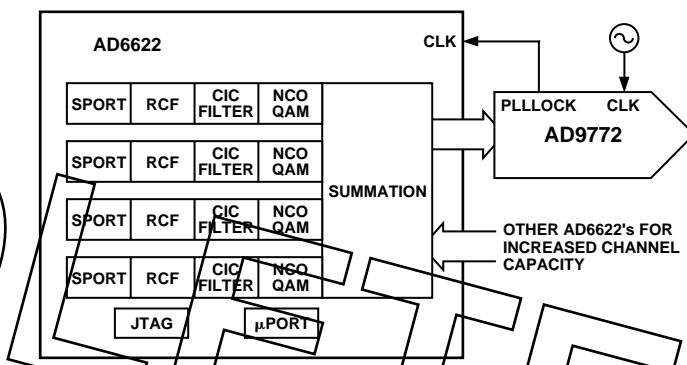 AD6622
CLK
SPORT RCF CIC FILTER NCO QAM
SPORT RCF CIC FILTER NCO QAM
SPORT RCF CIC FILTER NCO QAM
SPORT RCF CIC FILTER NCO QAM
SUMMATION
JTAG
μPORT
PLLLOCK CLK
AD9772
OTHER AD6622's FOR
INCREASED CHANNEL
CAPACITY